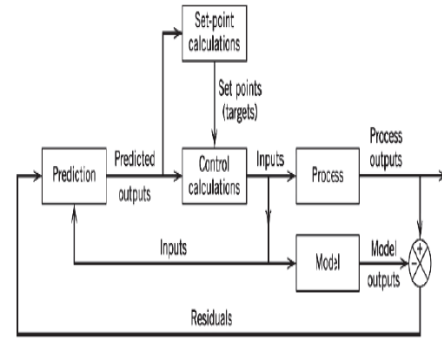 Set-point
calculations
Set points
(targets)
Prediction
Predicted
outputs
Control
calculations
Inputs
Process
Process
outputs
Inputs
Model
Model
outputs
+
-
Residuals